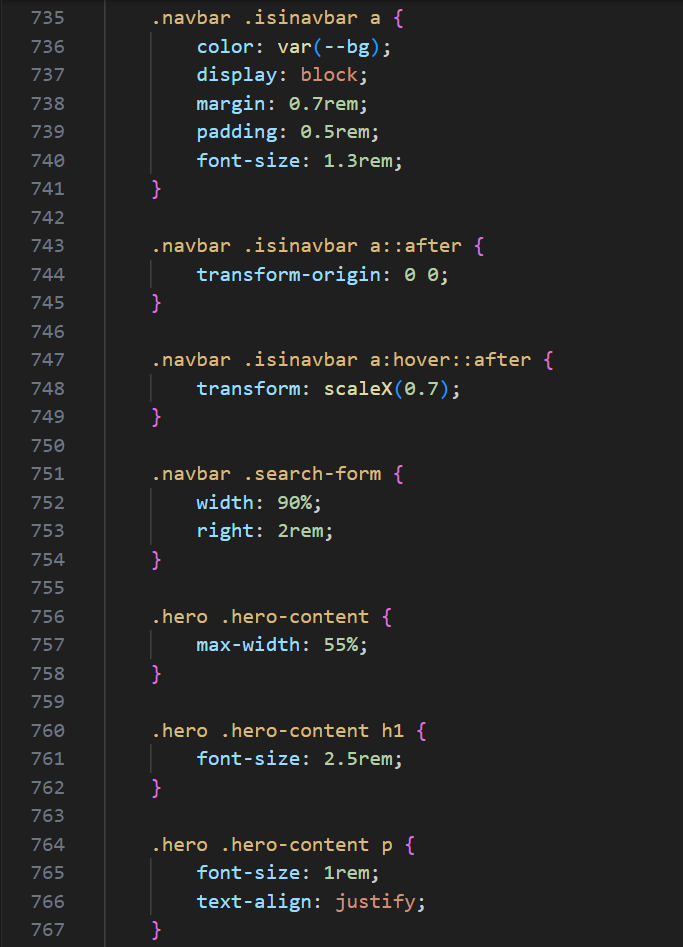 735 .navbar .isinavbar a {
736 color: var(--bg);
737 display: block;
738 margin: 0.7rem;
739 padding: 0.5rem;
740 font-size: 1.3rem;
741 }
742
743 .navbar .isinavbar a::after {
744 transform-origin: 0 0;
745 }
746
747 .navbar .isinavbar a:hover::after {
748 transform: scaleX(0.7);
749 }
750
751 .navbar .search-form {
752 width: 90%;
753 right: 2rem;
754 }
755
756 .hero .hero-content {
757 max-width: 55%;
758 }
759
760 .hero .hero-content h1 {
761 font-size: 2.5rem;
762 }
763
764 .hero .hero-content p {
765 font-size: 1rem;
766 text-align: justify;
767 }